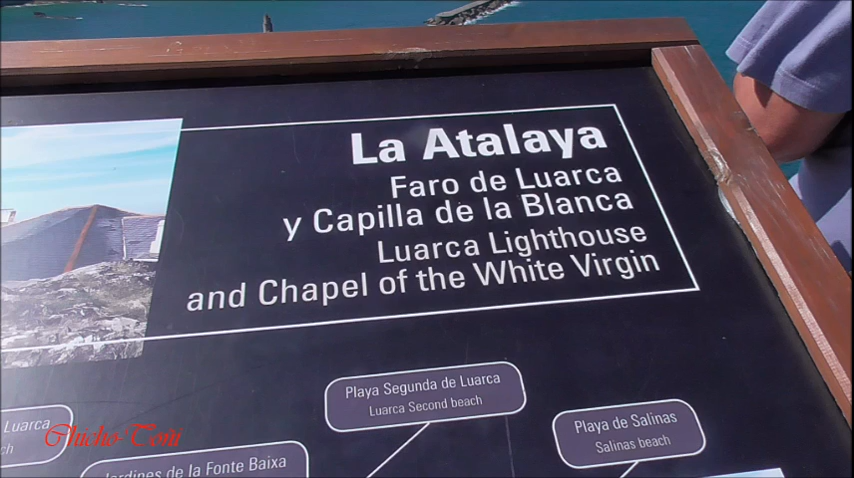 La Atalaya
Faro de Luarca
y Capilla de la Blanca
Luarca Lighthouse
and Chapel of the White Virgin
Playa Segunda de Luarca
Luarca Second beach
Playa de Salinas
Salinas beach
Luarca
Chicho-Toñi
Jardines de la Fonte Baixa